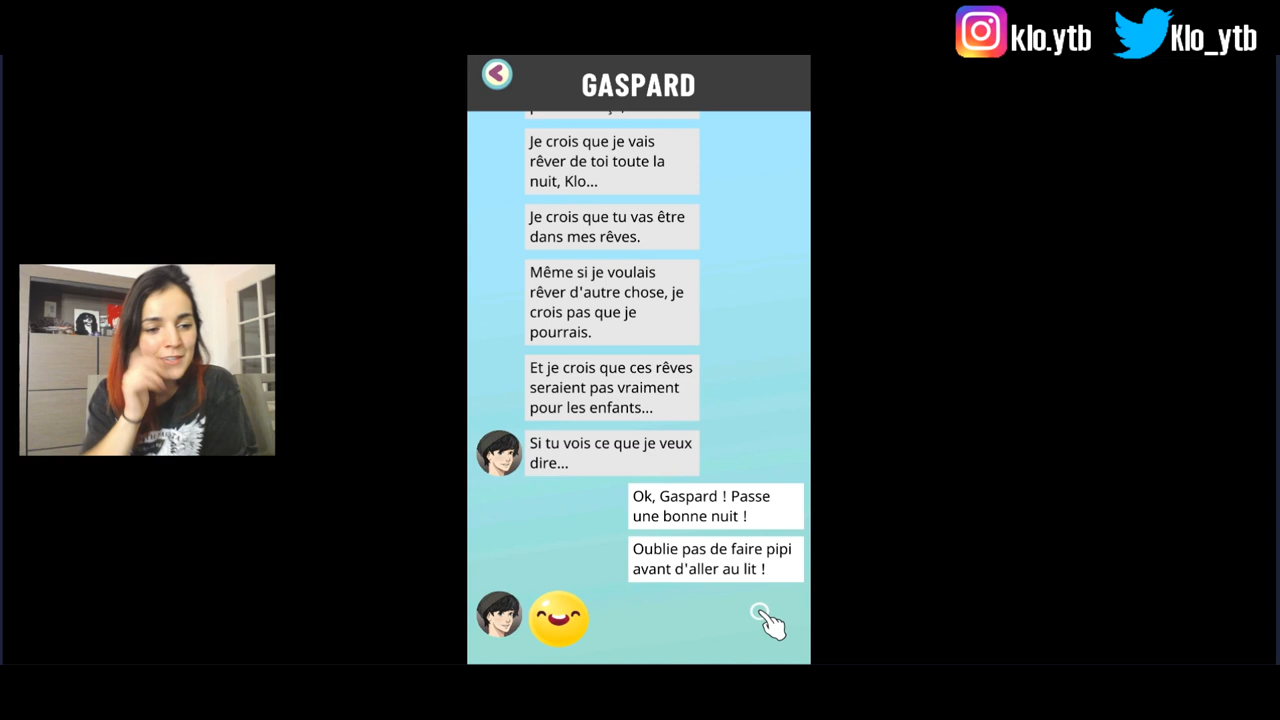 klo.ytb
Klo_ytb
GASPARD
Je crois que je vais
rêver de toi toute la
nuit, Klo...
Je crois que tu vas être
dans mes rêves.
Même si je voulais
rêver d'autre chose, je
crois pas que je
pourrais.
Et je crois que ces rêves
seraient pas vraiment
pour les enfants...
Si tu vois ce que je veux
dire...
Ok, Gaspard ! Passe
une bonne nuit !
Oublie pas de faire pipi
avant d'aller au lit !